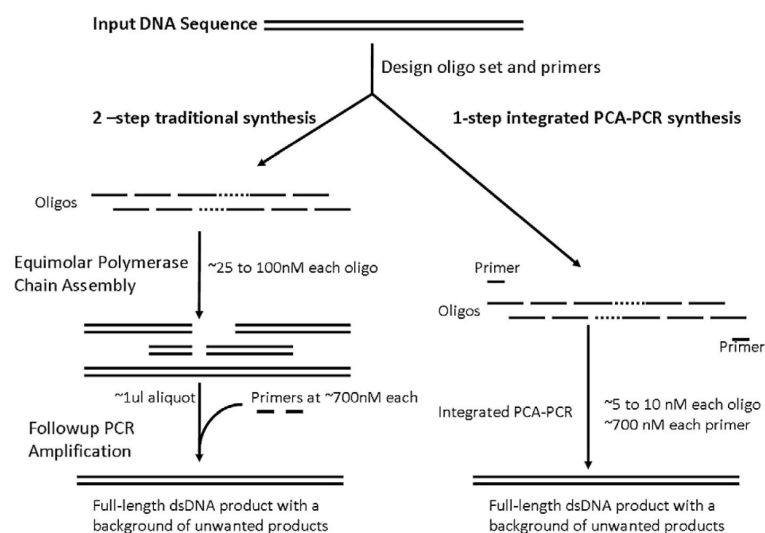 Input DNA Sequence
Design oligo set and primers
2 –step traditional synthesis
1-step integrated PCA-PCR synthesis
Oligos
Equimolar Polymerase
Chain Assembly
~25 to 100nM each oligo
~1ul aliquot
Primers at ~700nM each
Followup PCR
Amplification
Full-length dsDNA product with a
background of unwanted products
Primer
Oligos
Primer
Integrated PCA-PCR
~5 to 10 nM each oligo
~700 nM each primer
Full-length dsDNA product with a
background of unwanted products